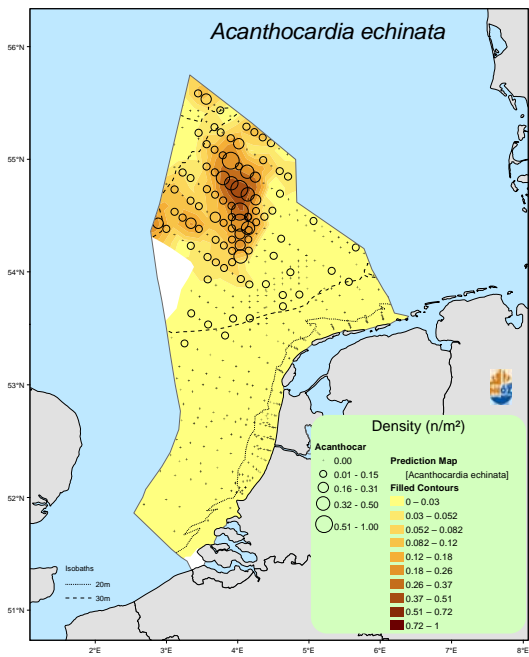 Acanthocardia echinata
56°N
55°N
54°N
53°N
52°N
51°N
Density (n/m²)
Acanthocar
0.00
0.01 - 0.15
0.16 - 0.31
0.32 - 0.50
0.51 - 1.00
Prediction Map
[Acanthocardia echinata]
Filled Contours
0 – 0.03
0.03 – 0.052
0.052 – 0.082
0.082 – 0.12
0.12 – 0.18
0.18 – 0.26
0.26 – 0.37
0.37 – 0.51
0.51 – 0.72
0.72 – 1
Isobaths
20m
30m
2°E 3°E 4°E 5°E 6°E 7°E 8°E